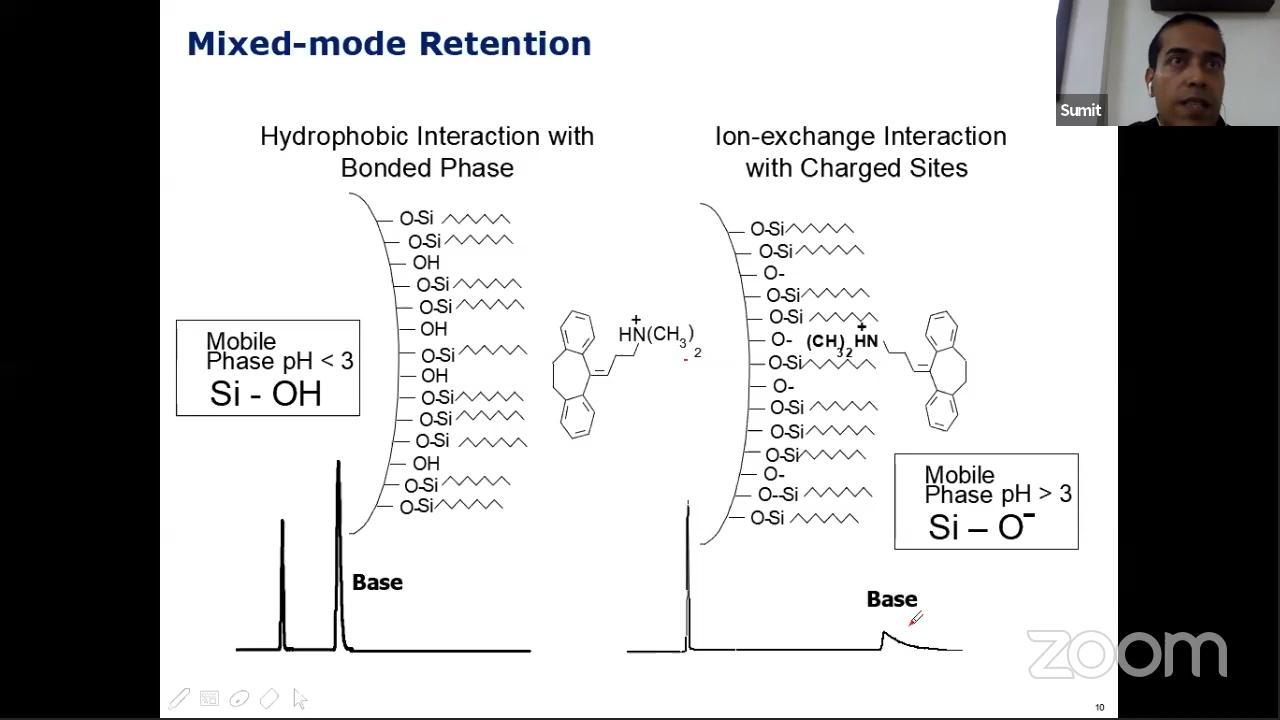 Mixed-mode Retention
Sumit
Hydrophobic Interaction with
Bonded Phase
O-Si
O-Si
OH
O-Si
O-Si
OH
O-Si
OH
O-Si
O-Si
O-Si
OH
O-Si
O-Si
Mobile
Phase pH < 3
Si - OH
+
HN(CH3)2
Base
Ion-exchange Interaction
with Charged Sites
O-Si
O-Si
O-
O-Si
O-Si
O-
O-Si
O-
O-Si
O-Si
O-Si
O-
O--Si
O-Si
+
(CH3)2 HN
Mobile
Phase pH > 3
Si – O-
Base
zoom
10